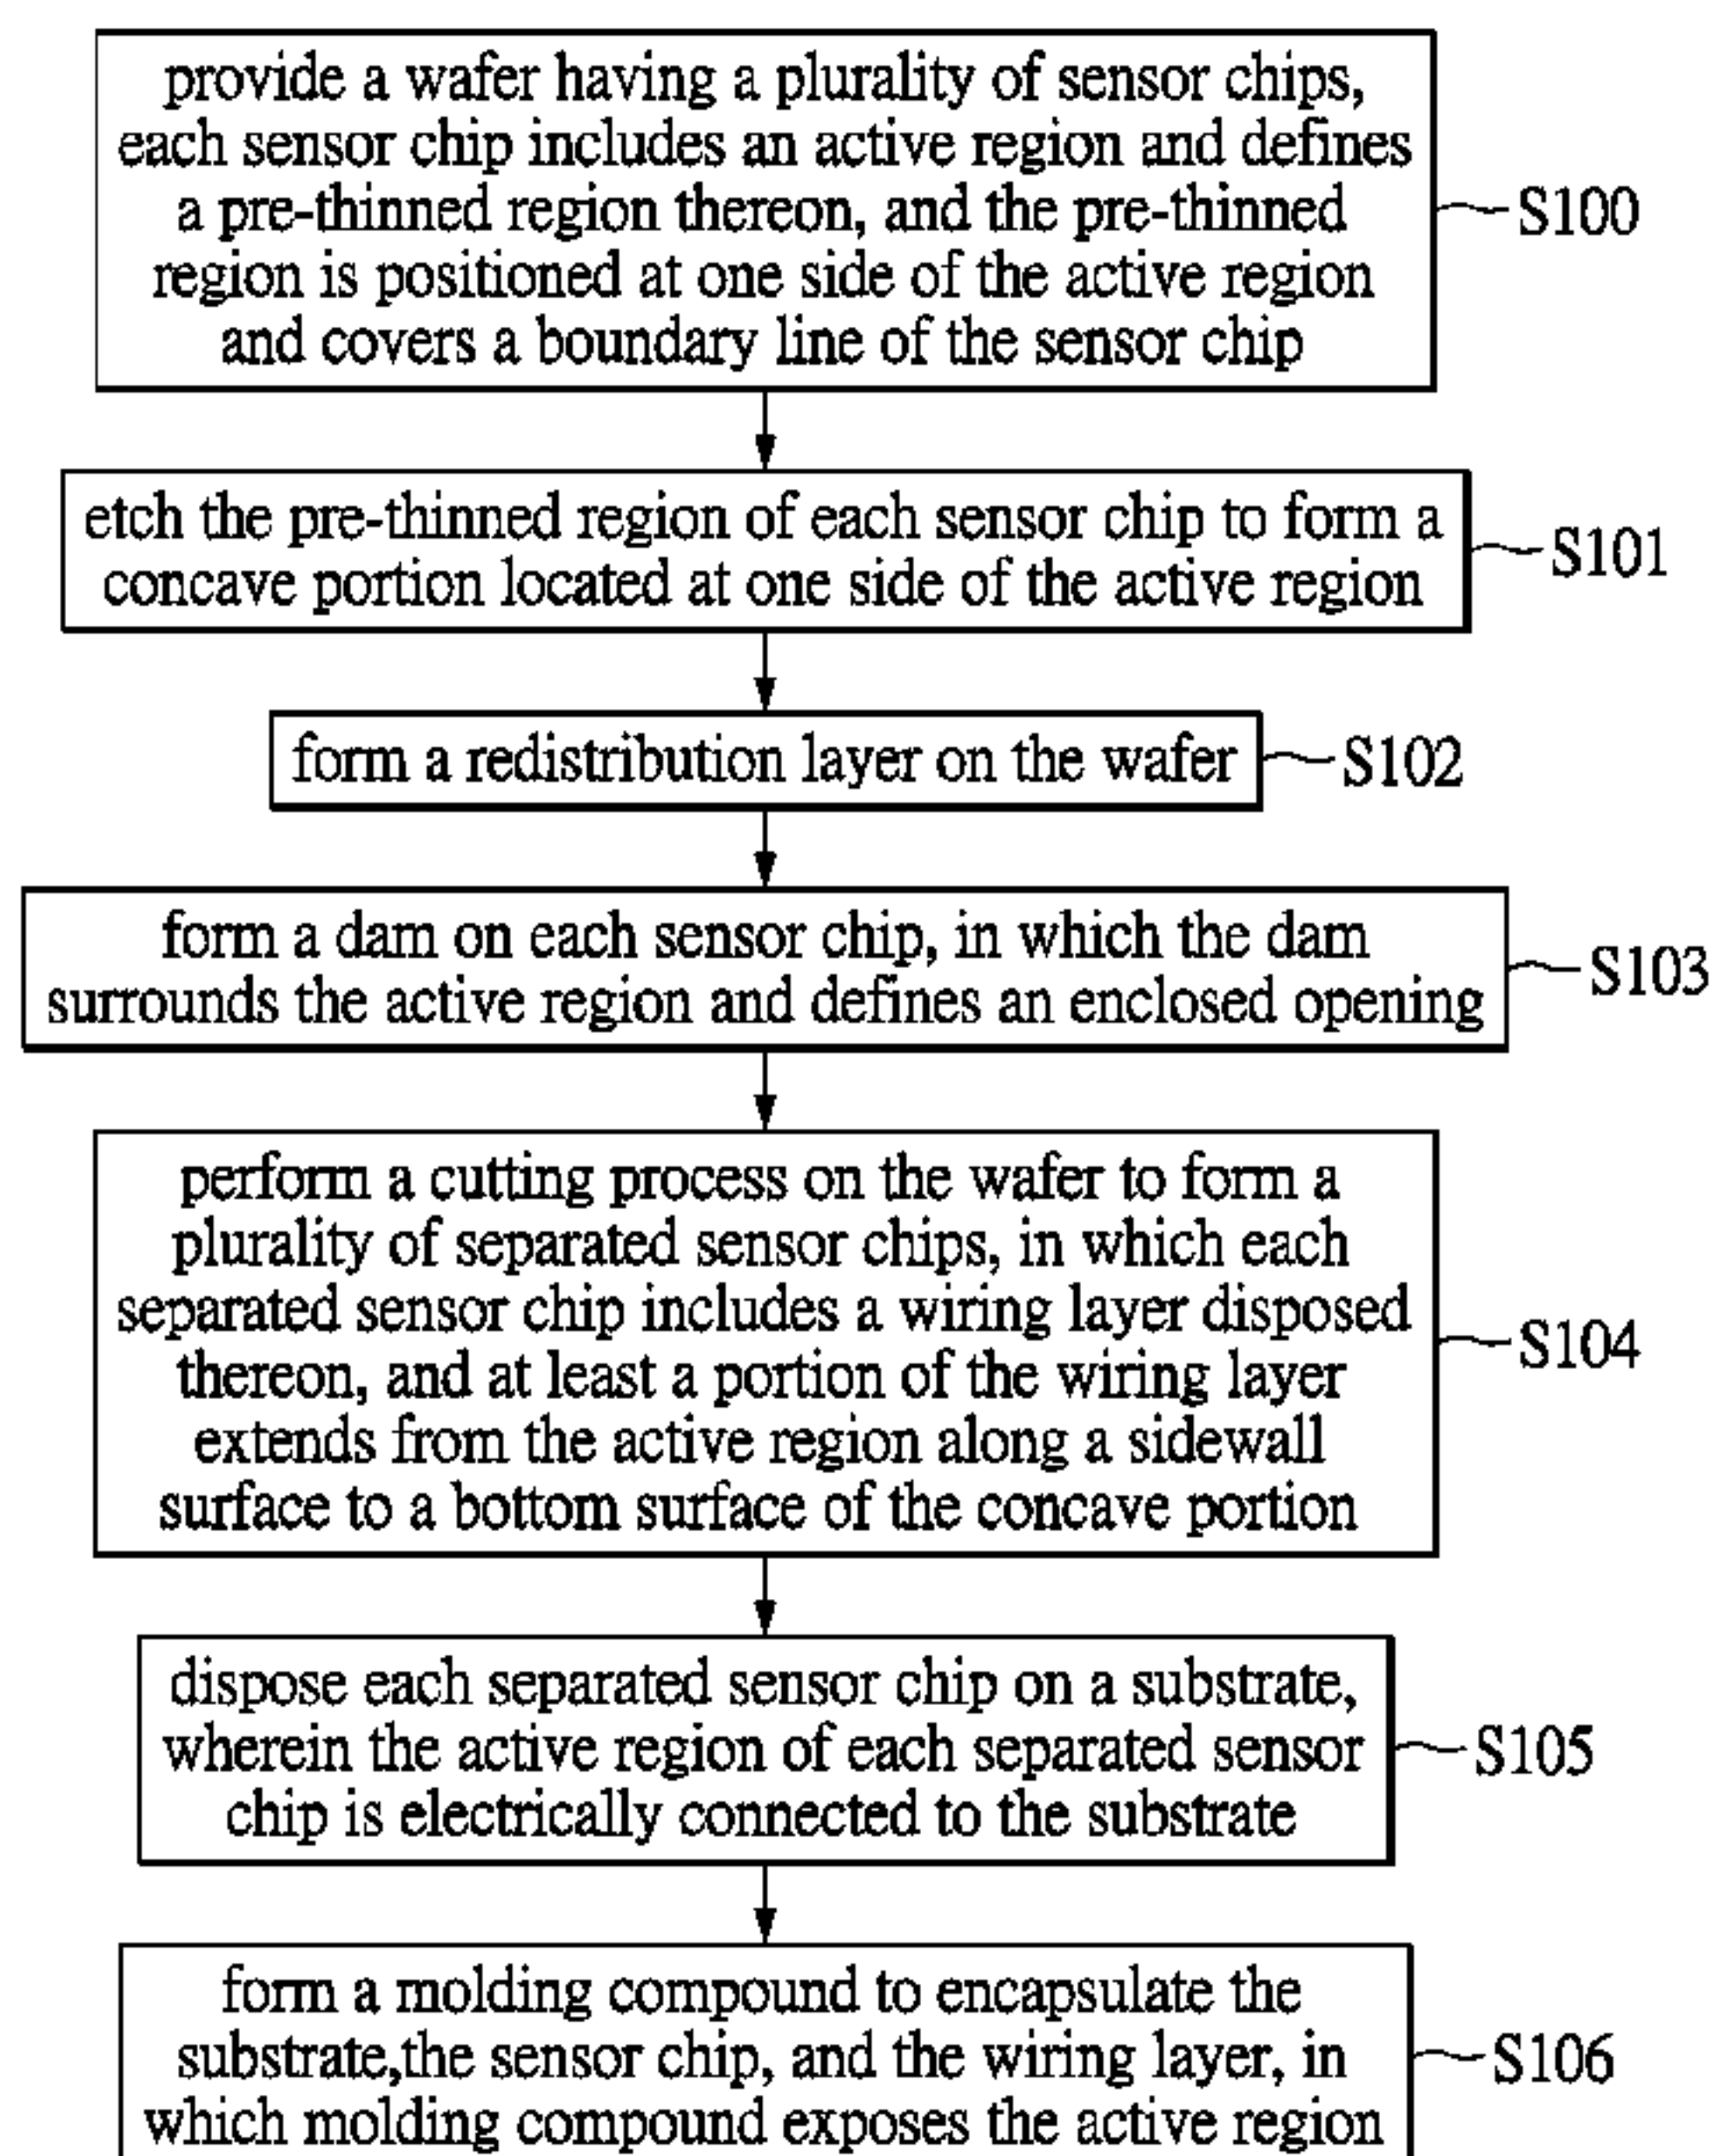 provide a wafer having a plurality of sensor chips,
each sensor chip includes an active region and defines
a pre-thinned region thereon, and the pre-thinned
region is positioned at one side of the active region
and covers a boundary line of the sensor chip
S100
etch the pre-thinned region of each sensor chip to form a
concave portion located at one side of the active region
S101
form a redistribution layer on the wafer
S102
form a dam on each sensor chip, in which the dam
surrounds the active region and defines an enclosed opening
S103
perform a cutting process on the wafer to form a
plurality of separated sensor chips, in which each
separated sensor chip includes a wiring layer disposed
thereon, and at least a portion of the wiring layer
extends from the active region along a sidewall
surface to a bottom surface of the concave portion
S104
dispose each separated sensor chip on a substrate,
wherein the active region of each separated sensor
chip is electrically connected to the substrate
S105
form a molding compound to encapsulate the
substrate,the sensor chip, and the wiring layer, in
which molding compound exposes the active region
S106